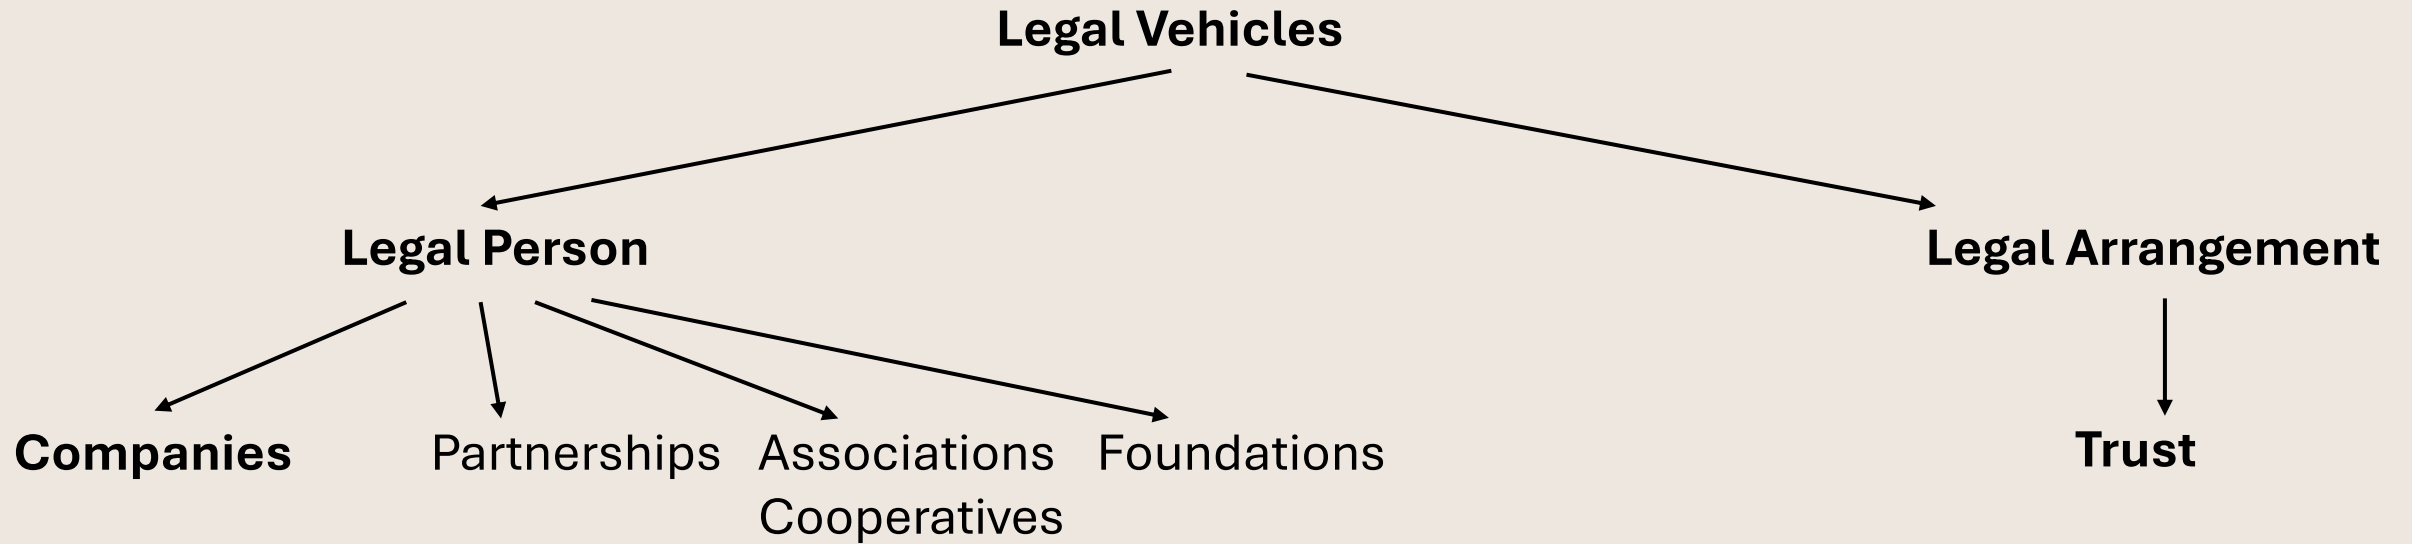 Legal Vehicles
Legal Person
Legal Arrangement
Companies
Partnerships
Associations
Cooperatives
Foundations
Trust